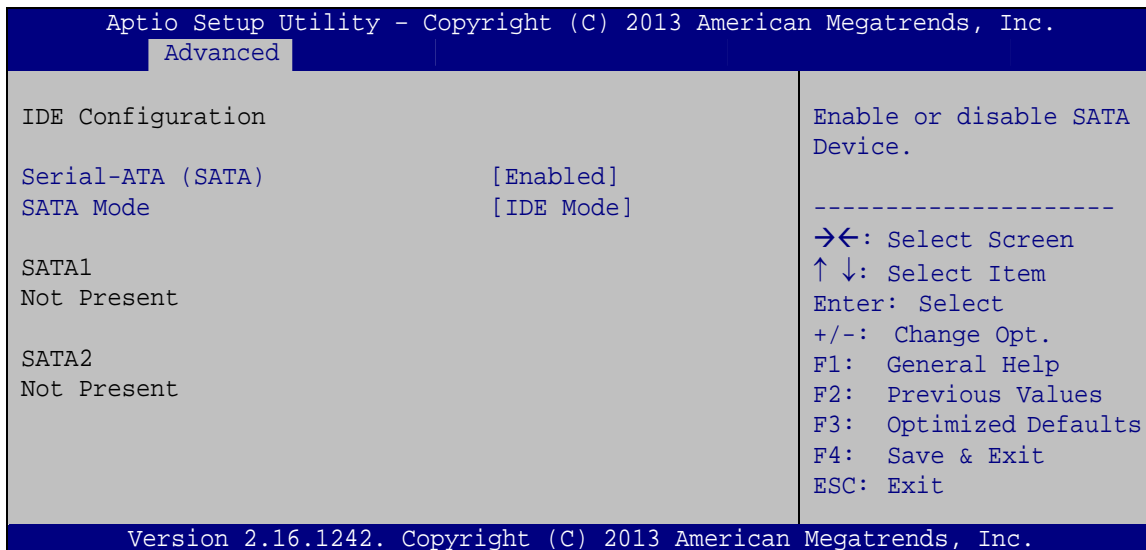 Aptio Setup Utility – Copyright (C) 2013 American Megatrends, Inc.
Advanced
IDE Configuration
Serial-ATA (SATA) [Enabled]
SATA Mode [IDE Mode]
SATA1
Not Present
SATA2
Not Present
Enable or disable SATA
Device.
---------------------
→←: Select Screen
↑ ↓: Select Item
Enter: Select
+/-: Change Opt.
F1: General Help
F2: Previous Values
F3: Optimized Defaults
F4: Save & Exit
ESC: Exit
Version 2.16.1242. Copyright (C) 2013 American Megatrends, Inc.